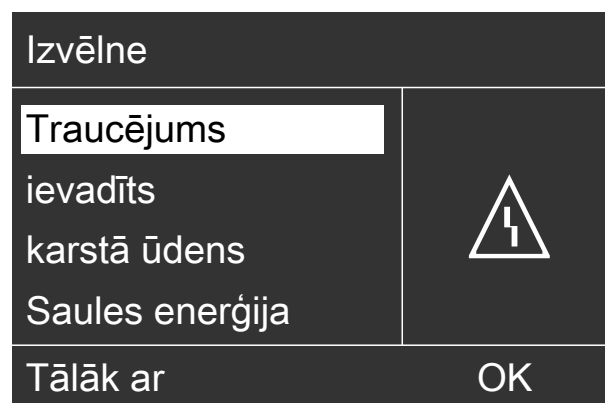 Izvēlne
Traucējums
ievadīts
karstā ūdens
Saules enerģija
Tālāk ar OK